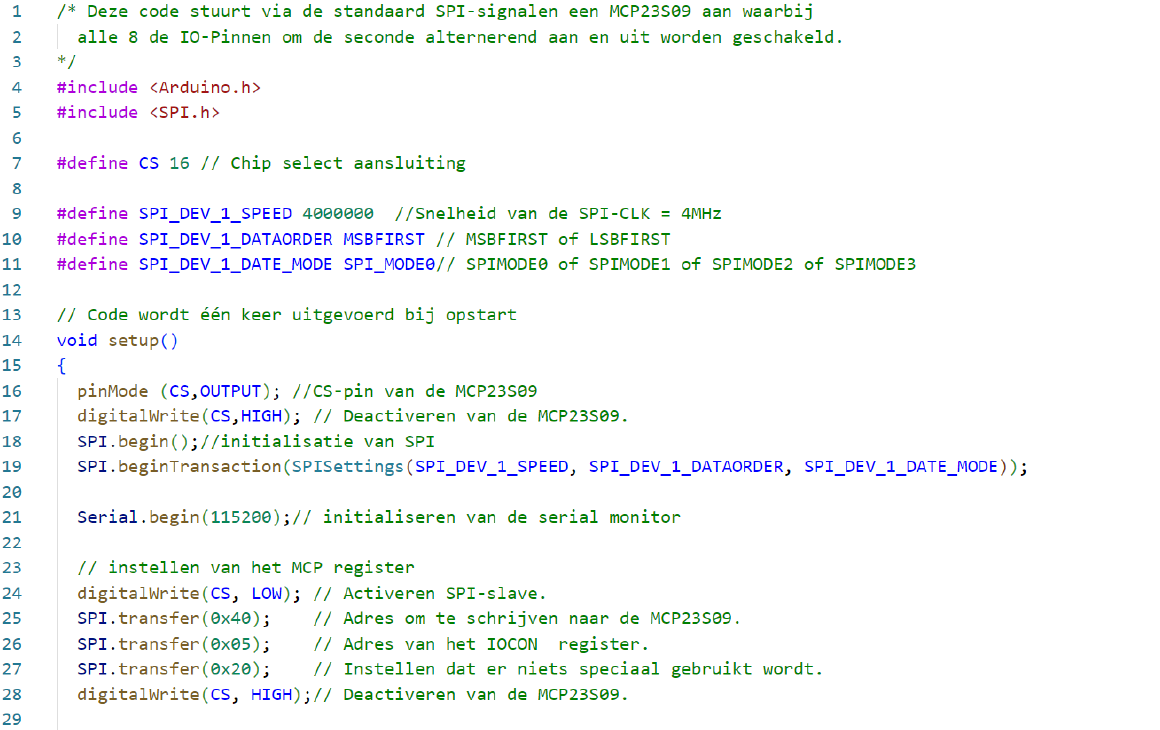 1 /* Deze code stuurt via de standaard SPI-signalen een MCP23S09 aan waarbij
2 alle 8 de IO-Pinnen om de seconde alternerend aan en uit worden geschakeld.
3 */
4 #include <Arduino.h>
5 #include <SPI.h>
6
7 #define CS 16 // Chip select aansluiting
8
9 #define SPI_DEV_1_SPEED 4000000  //Snelheid van de SPI-CLK = 4MHz
10 #define SPI_DEV_1_DATAORDER MSBFIRST // MSBFIRST of LSBFIRST
11 #define SPI_DEV_1_DATE_MODE SPI_MODE0// SPIMODE0 of SPIMODE1 of SPIMODE2 of SPIMODE3
12
13 // Code wordt één keer uitgevoerd bij opstart
14 void setup()
15 {
16   pinMode (CS,OUTPUT); //CS-pin van de MCP23S09
17   digitalWrite(CS,HIGH); // Deactiveren van de MCP23S09.
18   SPI.begin();//initialisatie van SPI
19   SPI.beginTransaction(SPISettings(SPI_DEV_1_SPEED, SPI_DEV_1_DATAORDER, SPI_DEV_1_DATE_MODE));
20
21   Serial.begin(115200);// initialiseren van de serial monitor
22
23   // instellen van het MCP register
24   digitalWrite(CS, LOW); // Activeren SPI-slave.
25   SPI.transfer(0x40);    // Adres om te schrijven naar de MCP23S09.
26   SPI.transfer(0x05);    // Adres van het IOCON  register.
27   SPI.transfer(0x20);    // Instellen dat er niets speciaal gebruikt wordt.
28   digitalWrite(CS, HIGH);// Deactiveren van de MCP23S09.
29